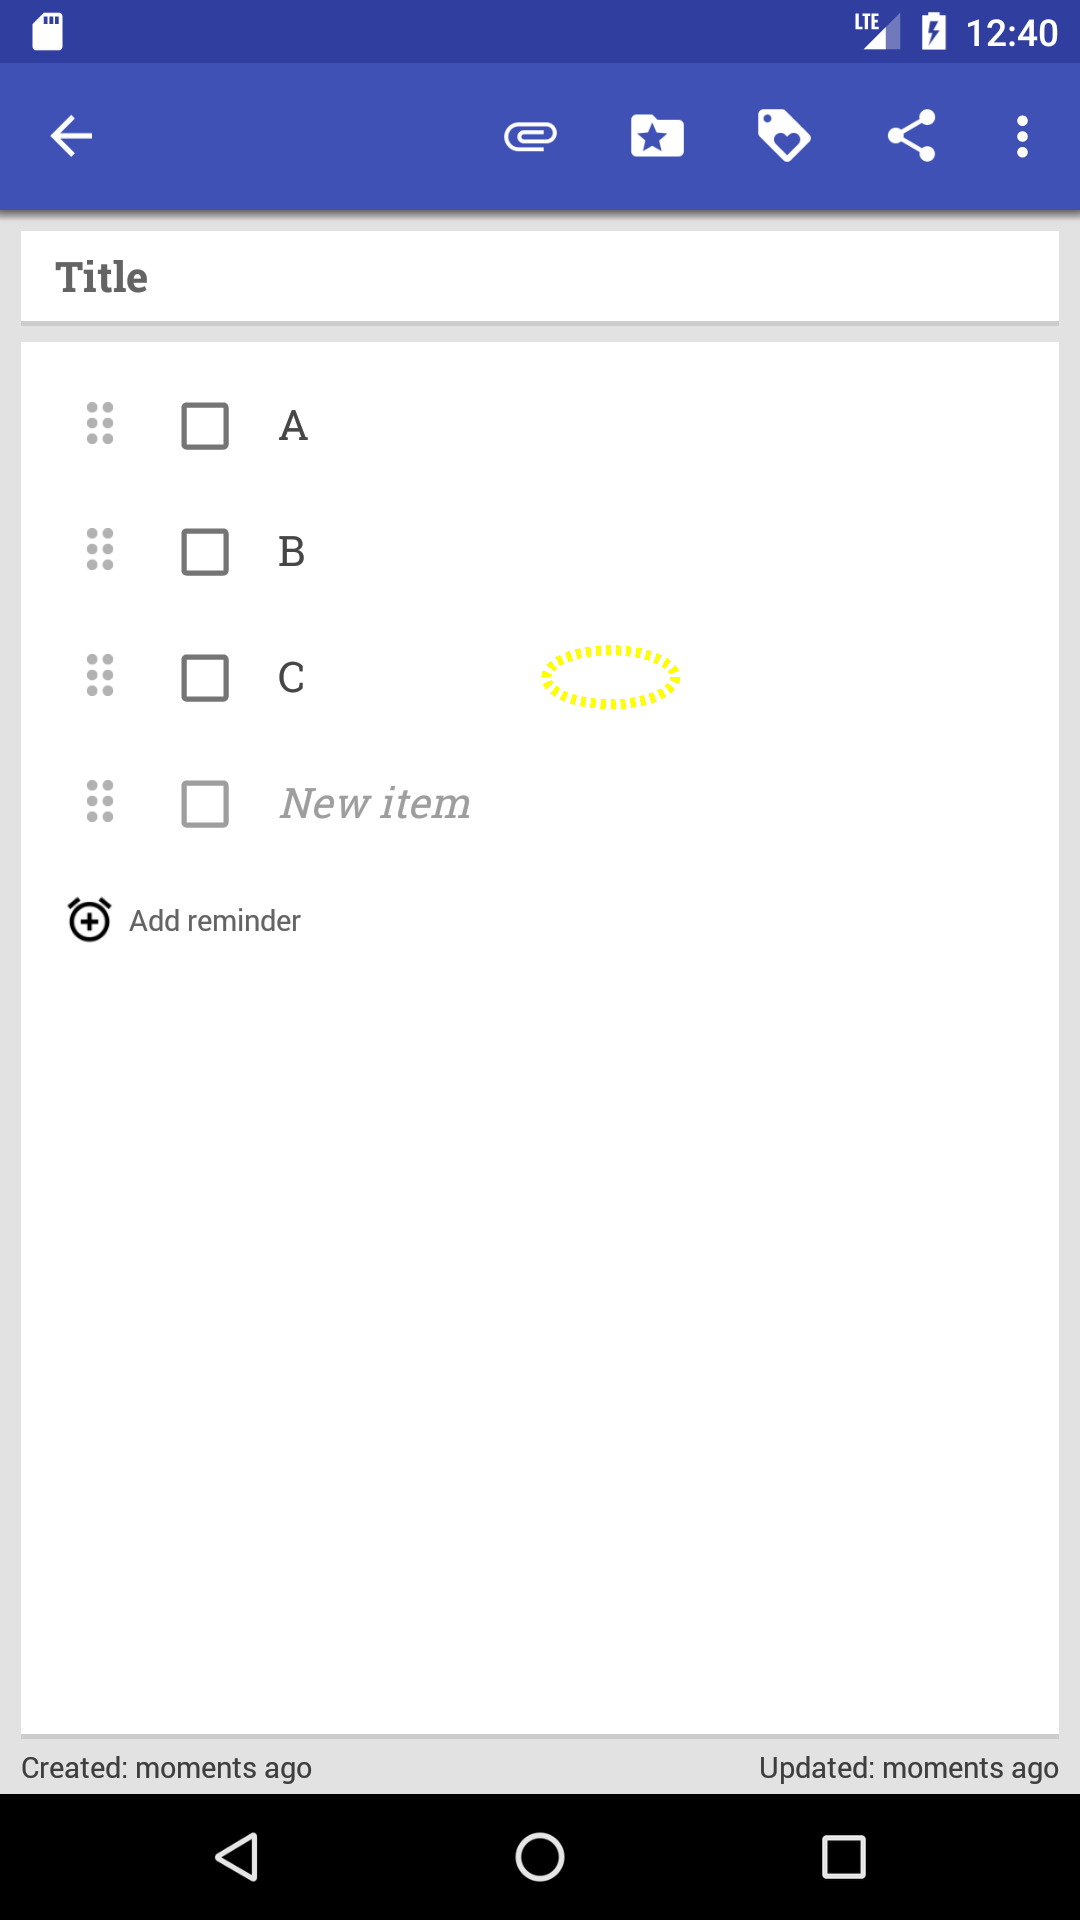 LTE 12:40
Title
A
B
C
New item
Add reminder
Created: moments ago Updated: moments ago